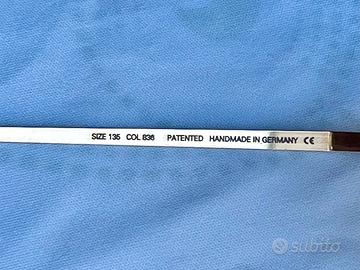 SIZE 135 COL 836 PATENTED HANDMADE IN GERMANY CE
subito